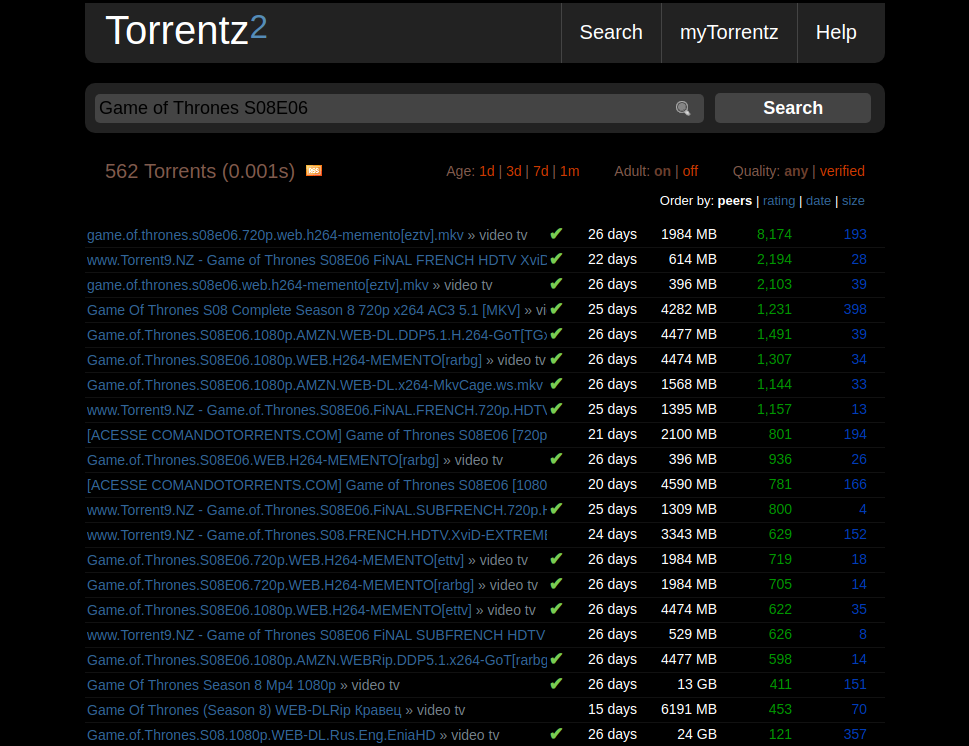 Torrentz2 Search myTorrentz Help
Game of Thrones S08E06 Search
562 Torrents (0.001s) Age: 1d | 3d | 7d | 1m Adult: on | off Quality: any | verified
Order by: peers | rating | date | size
game.of.thrones.s08e06.720p.web.h264-memento[eztv].mkv » video tv ✔ 26 days 1984 MB 8,174 193
www.Torrent9.NZ - Game of Thrones S08E06 FiNAL FRENCH HDTV XviD ✔ 22 days 614 MB 2,194 28
game.of.thrones.s08e06.web.h264-memento[eztv].mkv » video tv ✔ 26 days 396 MB 2,103 39
Game Of Thrones S08 Complete Season 8 720p x264 AC3 5.1 [MKV] » vi ✔ 25 days 4282 MB 1,231 398
Game.of.Thrones.S08E06.1080p.AMZN.WEB-DL.DDP5.1.H.264-GoT[TGx ✔ 26 days 4477 MB 1,491 39
Game.of.Thrones.S08E06.1080p.WEB.H264-MEMENTO[rarbg] » video tv ✔ 26 days 4474 MB 1,307 34
Game.of.Thrones.S08E06.1080p.AMZN.WEB-DL.x264-MkvCage.ws.mkv ✔ 26 days 1568 MB 1,144 33
www.Torrent9.NZ - Game.of.Thrones.S08E06.FiNAL.FRENCH.720p.HDTV ✔ 25 days 1395 MB 1,157 13
[ACESSE COMANDOTORRENTS.COM] Game of Thrones S08E06 [720p 21 days 2100 MB 801 194
Game.of.Thrones.S08E06.WEB.H264-MEMENTO[rarbg] » video tv ✔ 26 days 396 MB 936 26
[ACESSE COMANDOTORRENTS.COM] Game of Thrones S08E06 [1080 20 days 4590 MB 781 166
www.Torrent9.NZ - Game.of.Thrones.S08E06.FiNAL.SUBFRENCH.720p.H ✔ 25 days 1309 MB 800 4
www.Torrent9.NZ - Game.of.Thrones.S08.FRENCH.HDTV.XviD-EXTREME 24 days 3343 MB 629 152
Game.of.Thrones.S08E06.720p.WEB.H264-MEMENTO[ettv] » video tv ✔ 26 days 1984 MB 719 18
Game.of.Thrones.S08E06.720p.WEB.H264-MEMENTO[rarbg] » video tv ✔ 26 days 1984 MB 705 14
Game.of.Thrones.S08E06.1080p.WEB.H264-MEMENTO[ettv] » video tv ✔ 26 days 4474 MB 622 35
www.Torrent9.NZ - Game of Thrones S08E06 FiNAL SUBFRENCH HDTV 26 days 529 MB 626 8
Game.of.Thrones.S08E06.1080p.AMZN.WEBRip.DDP5.1.x264-GoT[rarbg ✔ 26 days 4477 MB 598 14
Game Of Thrones Season 8 Mp4 1080p » video tv ✔ 26 days 13 GB 411 151
Game Of Thrones (Season 8) WEB-DLRip Кравец » video tv 15 days 6191 MB 453 70
Game.of.Thrones.S08.1080p.WEB-DL.Rus.Eng.EniaHD » video tv ✔ 26 days 24 GB 121 357